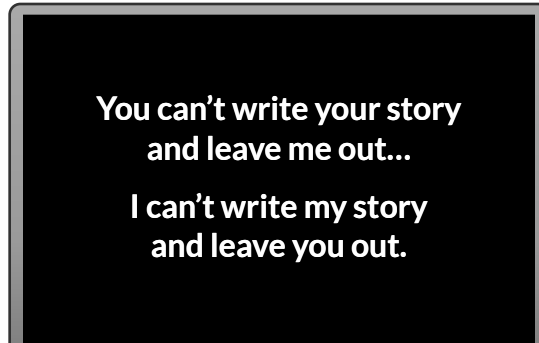 You can’t write your story
and leave me out...
I can’t write my story
and leave you out.